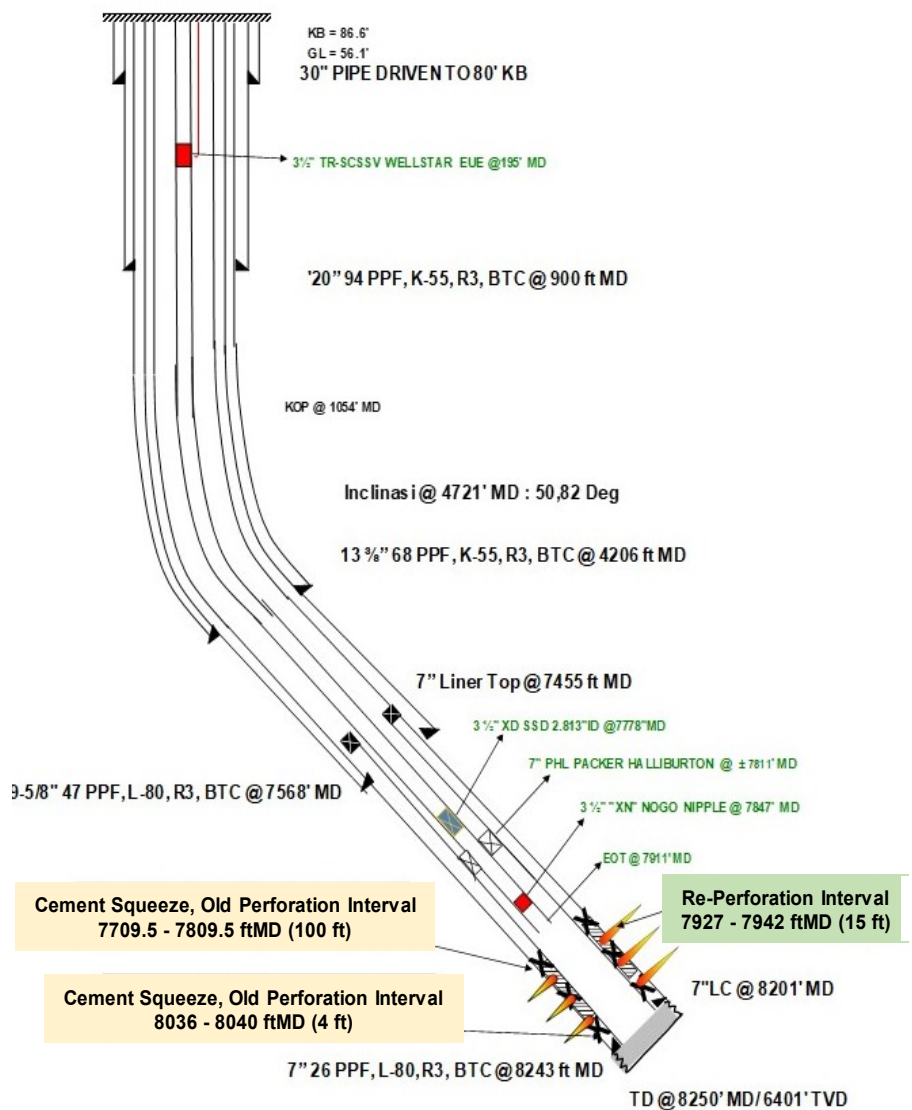 KB = 86.6'
GL = 56.1'
30" PIPE DRIVEN TO 80' KB
3½" TR-SCSSV WELLSTAR EUE @195' MD
'20" 94 PPF, K-55, R3, BTC @ 900 ft MD
KOP @ 1054' MD
Inclinasi @ 4721' MD : 50,82 Deg
13 ⅜" 68 PPF, K-55, R3, BTC @ 4206 ft MD
7" Liner Top @ 7455 ft MD
3 ½" XD SSD 2.813"ID @7778"MD
7" PHL PACKER HALLIBURTON @ ± 7811' MD
9-5/8" 47 PPF, L-80, R3, BTC @ 7568' MD
3 ½" "XN" NOGO NIPPLE @ 7847' MD
EOT @ 7911' MD
Cement Squeeze, Old Perforation Interval
7709.5 - 7809.5 ftMD (100 ft)
Re-Perforation Interval
7927 - 7942 ftMD (15 ft)
Cement Squeeze, Old Perforation Interval
8036 - 8040 ftMD (4 ft)
7"LC @ 8201' MD
7" 26 PPF, L-80, R3, BTC @ 8243 ft MD
TD @ 8250' MD/ 6401' TVD